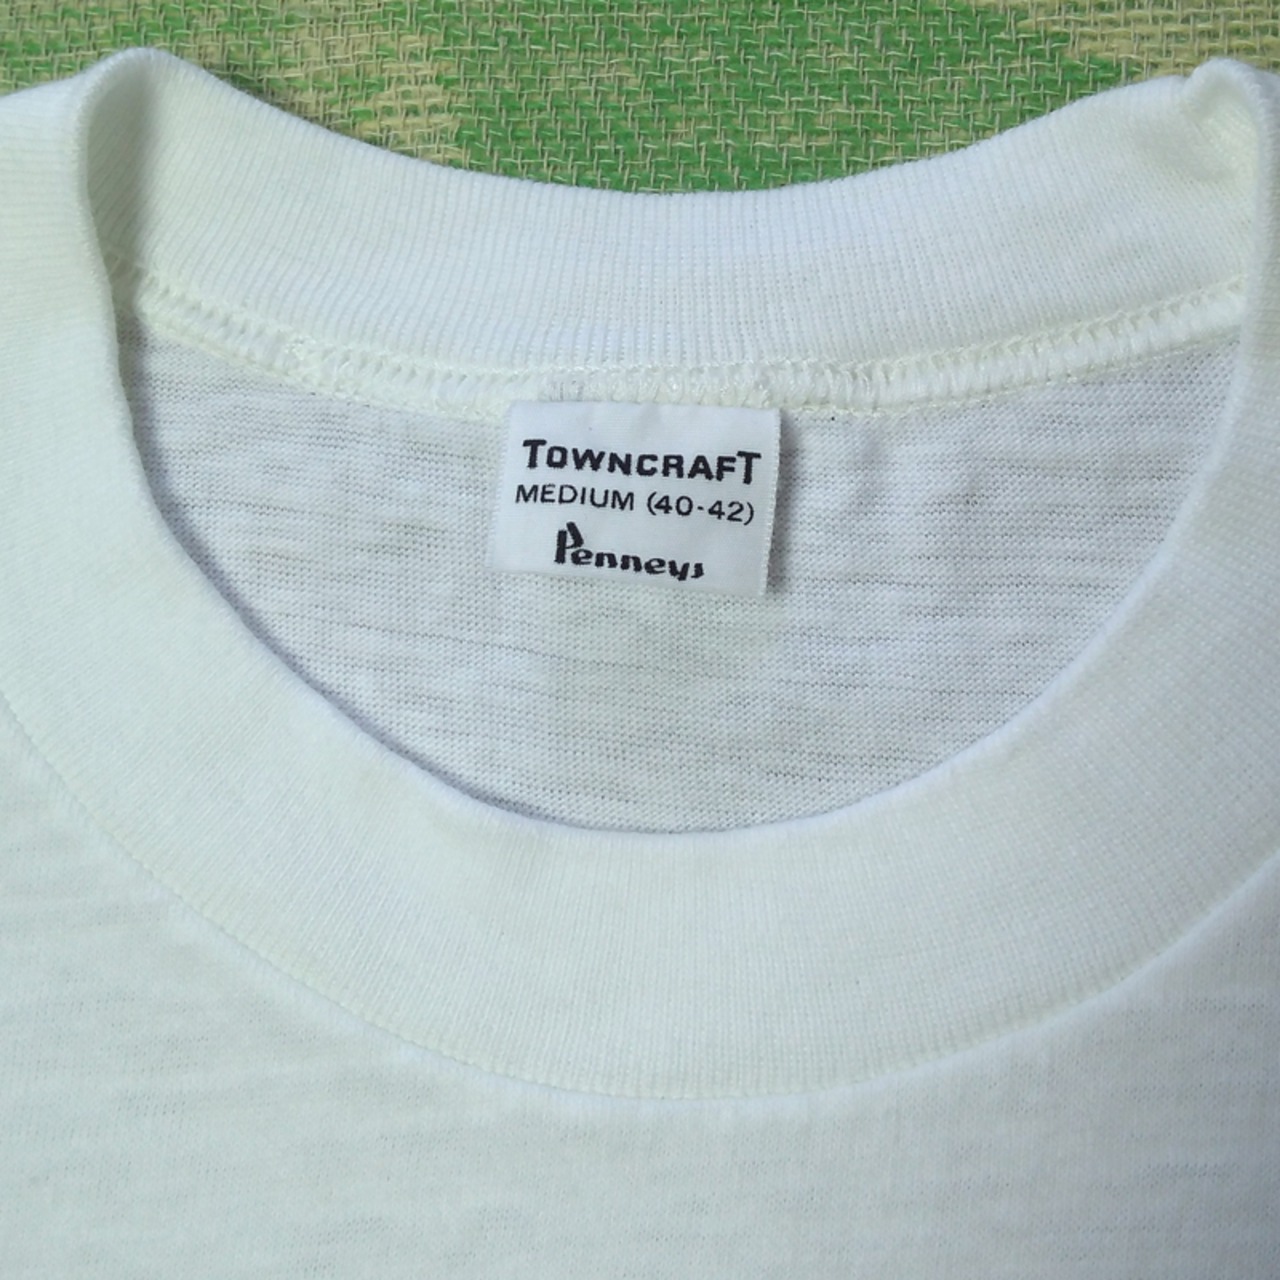 TOWNCRAFT
MEDIUM (40-42)
Penneys